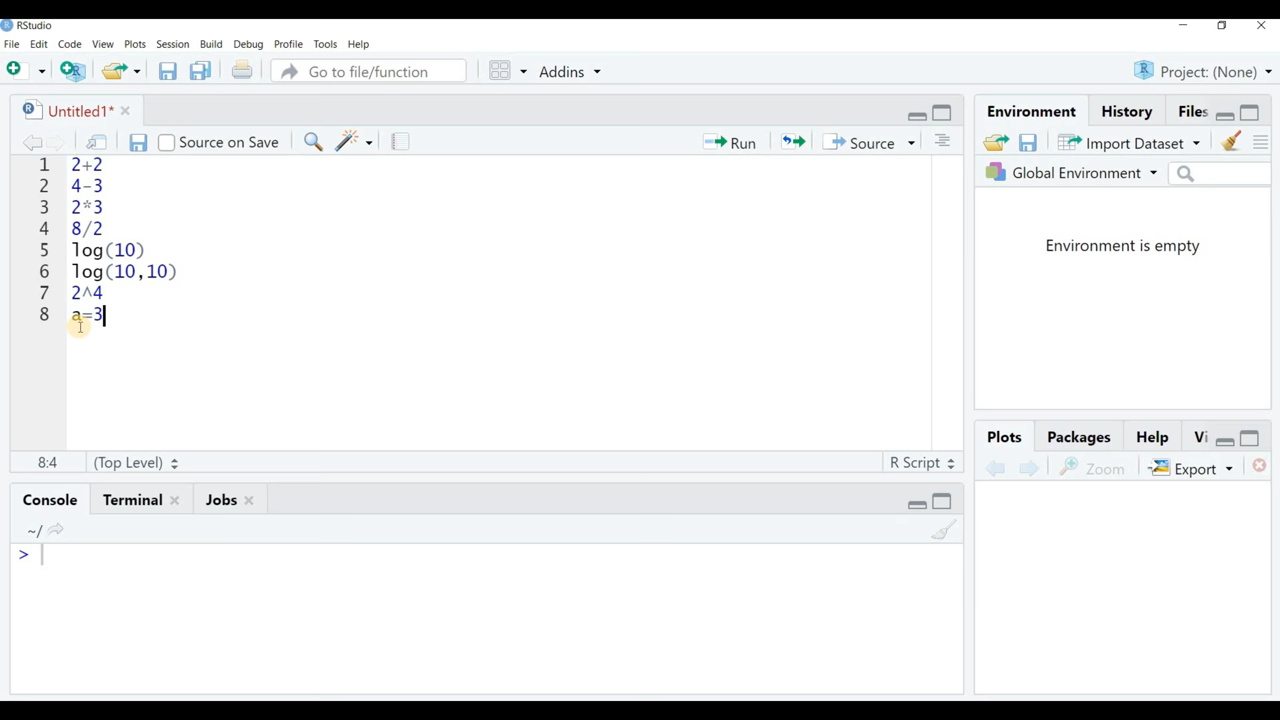 RStudio
File Edit Code View Plots Session Build Debug Profile Tools Help
Go to file/function Addins Project: (None)
Untitled1*
Source on Save Run Source
1 2+2
2 4-3
3 2*3
4 8/2
5 log(10)
6 log(10,10)
7 2^4
8 a=3
8:4 (Top Level) R Script
Console Terminal Jobs
~/
>
Environment History Files
Import Dataset
Global Environment
Environment is empty
Plots Packages Help Vi
Zoom Export